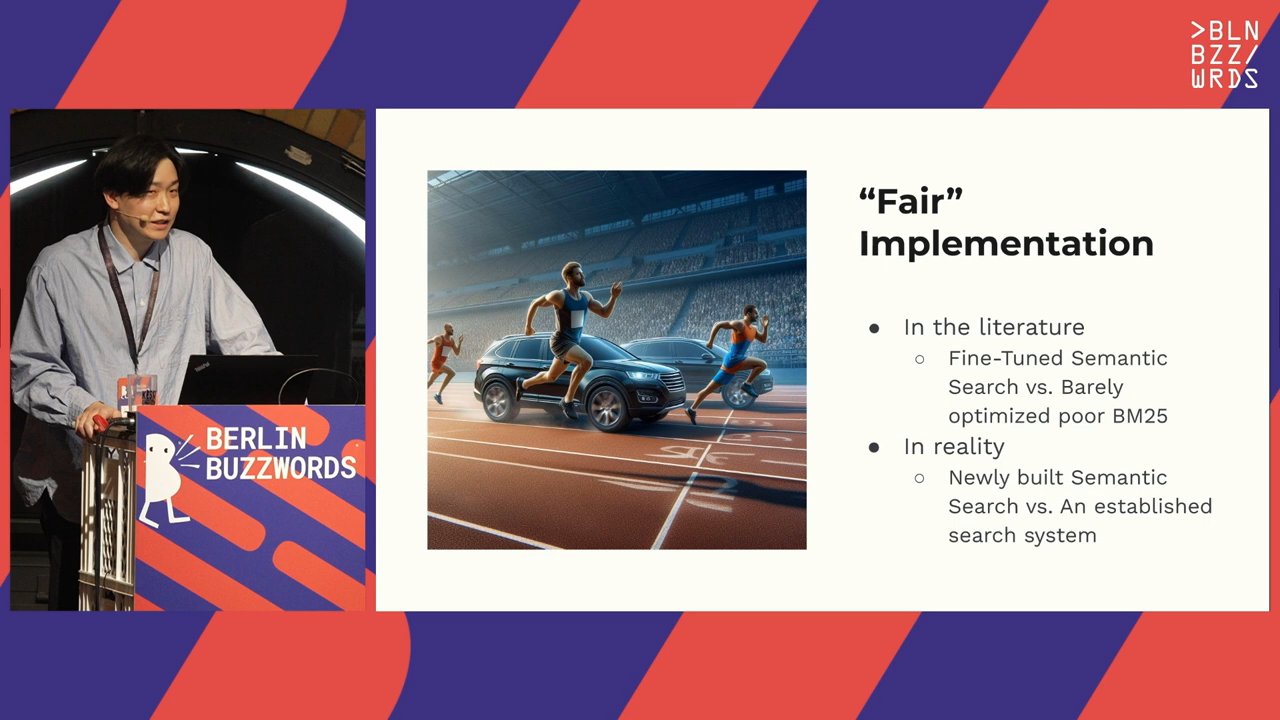 >BLN
BZZ/
WRDS
ThinkPad
BERLIN
BUZZWORDS
“Fair”
Implementation
● In the literature
○ Fine-Tuned Semantic
Search vs. Barely
optimized poor BM25
● In reality
○ Newly built Semantic
Search vs. An established
search system